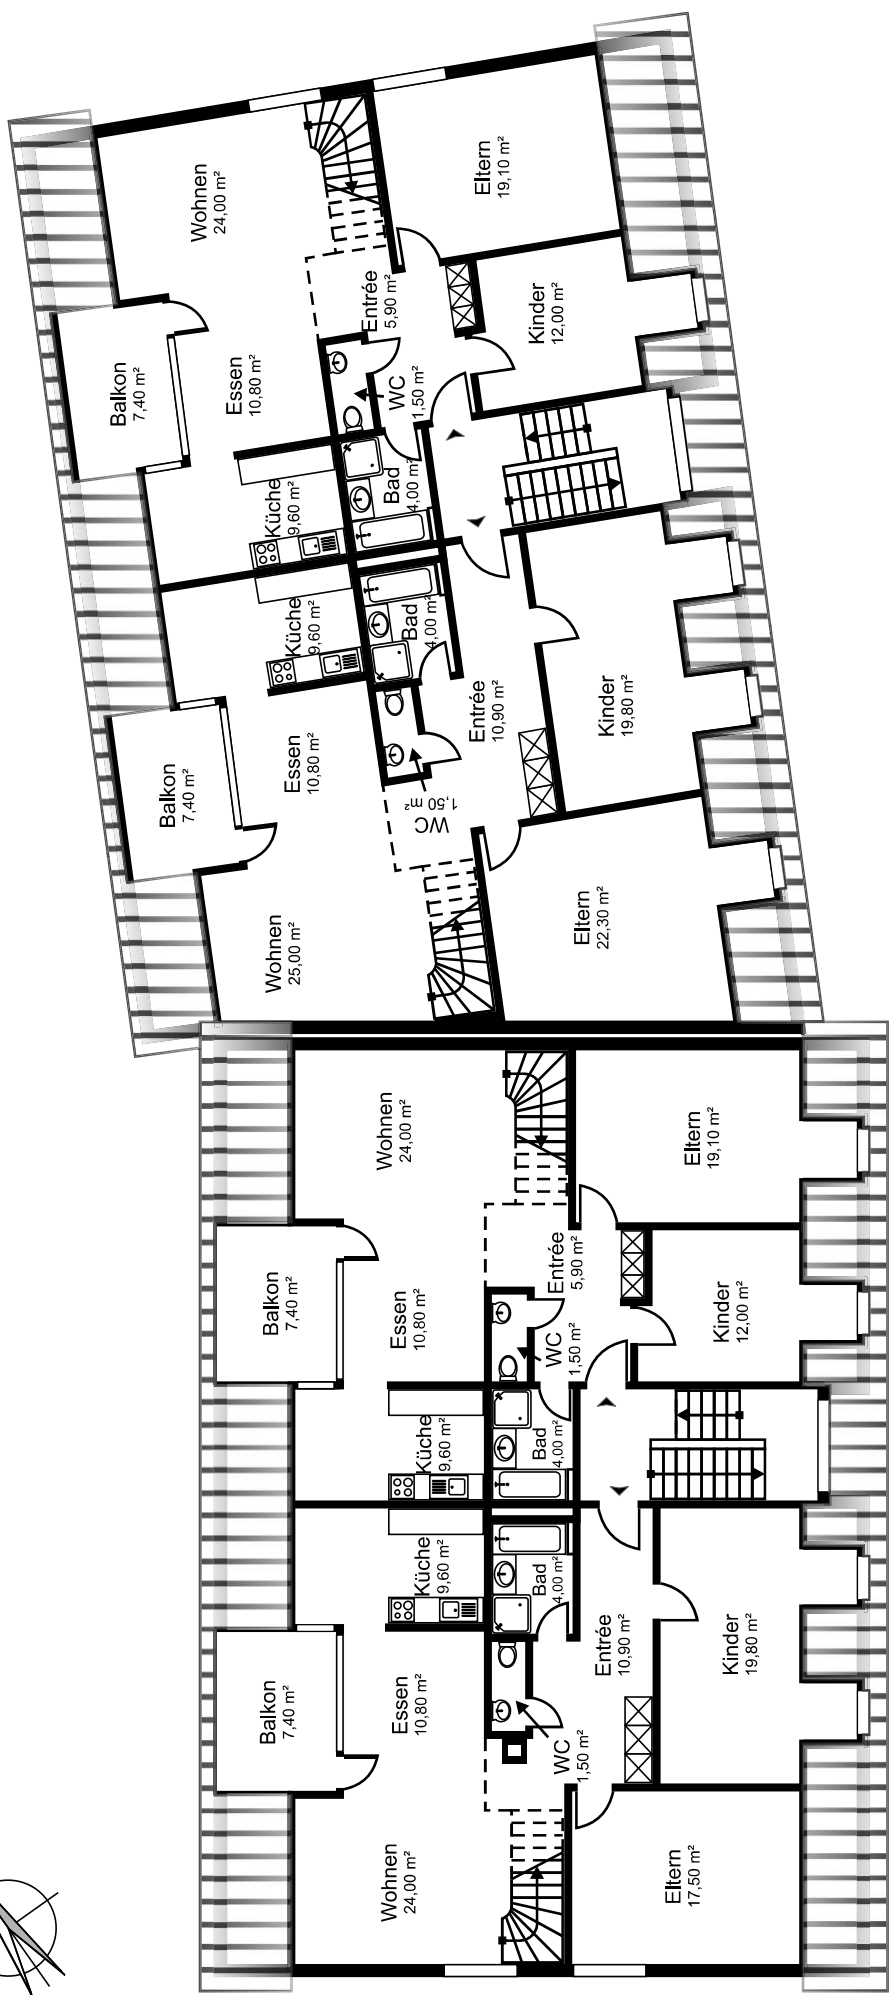 Wohnen
24,00 m²
Eltern
19,10 m²
Entrée
5,90 m²
Kinder
12,00 m²
Balkon
7,40 m²
Essen
10,80 m²
WC
1,50 m²
Küche
9,60 m²
Bad
4,00 m²
Küche
9,60 m²
Bad
4,00 m²
Entrée
10,90 m²
Kinder
19,80 m²
Balkon
7,40 m²
Essen
10,80 m²
WC
1,50 m²
Wohnen
25,00 m²
Eltern
22,30 m²
Wohnen
24,00 m²
Eltern
19,10 m²
Entrée
5,90 m²
Balkon
7,40 m²
Essen
10,80 m²
WC
1,50 m²
Kinder
12,00 m²
Küche
9,60 m²
Bad
4,00 m²
Küche
9,60 m²
Bad
4,00 m²
Entrée
10,90 m²
Kinder
19,80 m²
Balkon
7,40 m²
Essen
10,80 m²
WC
1,50 m²
Wohnen
24,00 m²
Eltern
17,50 m²